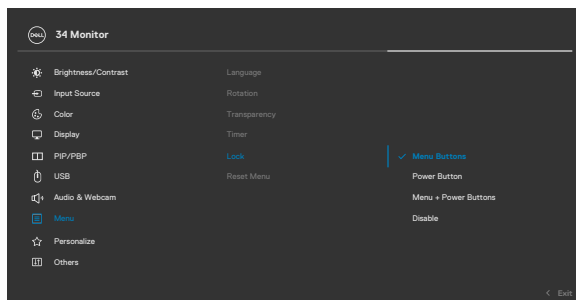 DELL 34 Monitor
Brightness/Contrast Language
Input Source Rotation
Color Transparency
Display Timer
PIP/PBP Lock Menu Buttons
USB Reset Menu Power Button
Audio & Webcam Menu + Power Buttons
Menu Disable
Personalize
Others
Exit